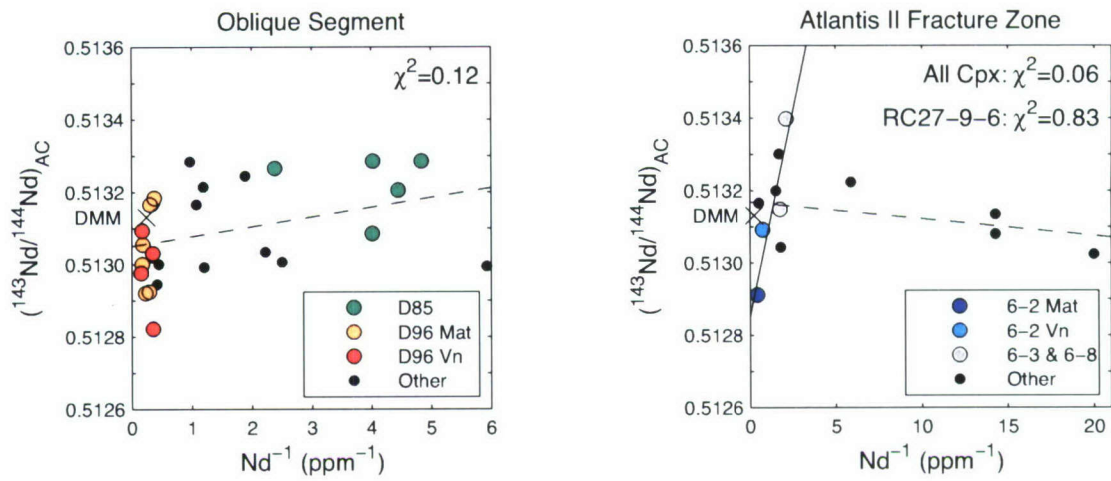 Oblique Segment
χ²=0.12
(¹⁴³Nd/¹⁴⁴Nd)AC
0.5136
0.5134
0.5132
DMM
0.5130
0.5128
0.5126
D85
D96 Mat
D96 Vn
Other
0 1 2 3 4 5 6
Nd⁻¹ (ppm⁻¹)
Atlantis II Fracture Zone
All Cpx: χ²=0.06
RC27-9-6: χ²=0.83
(¹⁴³Nd/¹⁴⁴Nd)AC
0.5136
0.5134
0.5132
DMM
0.5130
0.5128
0.5126
6-2 Mat
6-2 Vn
6-3 & 6-8
Other
0 5 10 15 20
Nd⁻¹ (ppm⁻¹)